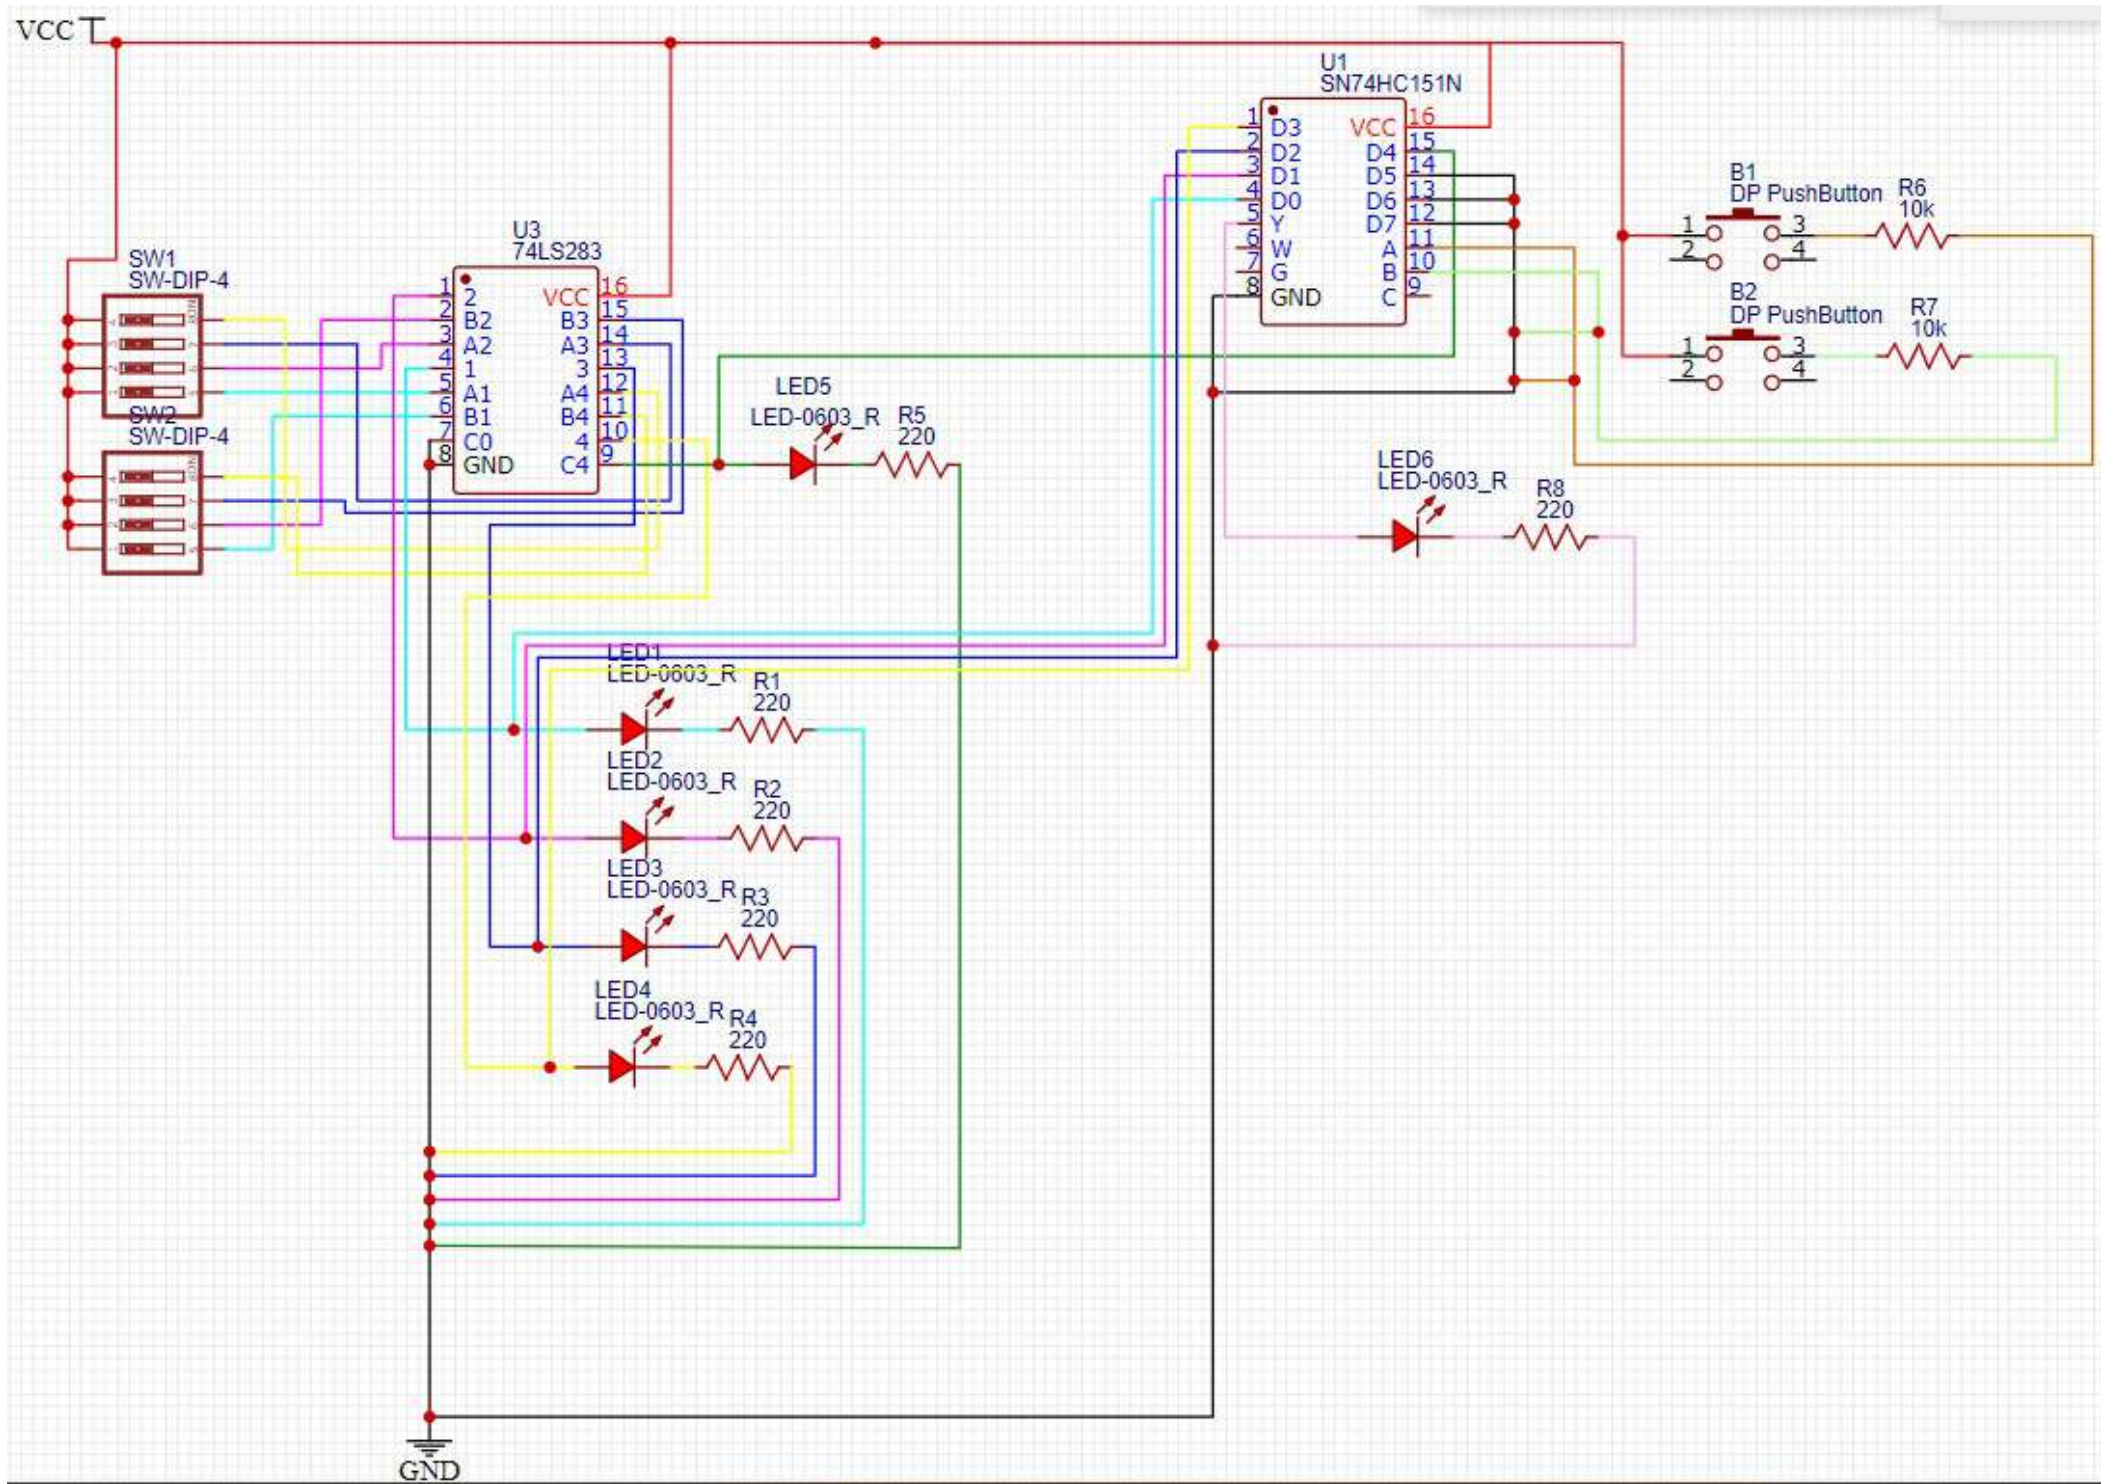 VCC
U1
SN74HC151N
1 D3 VCC 16
2 D2 D4 15
3 D1 D5 14
4 D0 D6 13
5 Y D7 12
6 W A 11
7 G B 10
8 GND C 9
B1
DP PushButton
R6
10k
1 3
2 4
B2
DP PushButton
R7
10k
1 3
2 4
SW1
SW-DIP-4
SW2
SW-DIP-4
U3
74LS283
1 2 VCC 16
2 B2 B3 15
3 A2 A3 14
4 1 3 13
5 A1 A4 12
6 B1 B4 11
7 C0 4 10
8 GND C4 9
LED5
LED-0603_R
R5
220
LED6
LED-0603_R
R8
220
LED1
LED-0603_R
R1
220
LED2
LED-0603_R
R2
220
LED3
LED-0603_R
R3
220
LED4
LED-0603_R
R4
220
GND